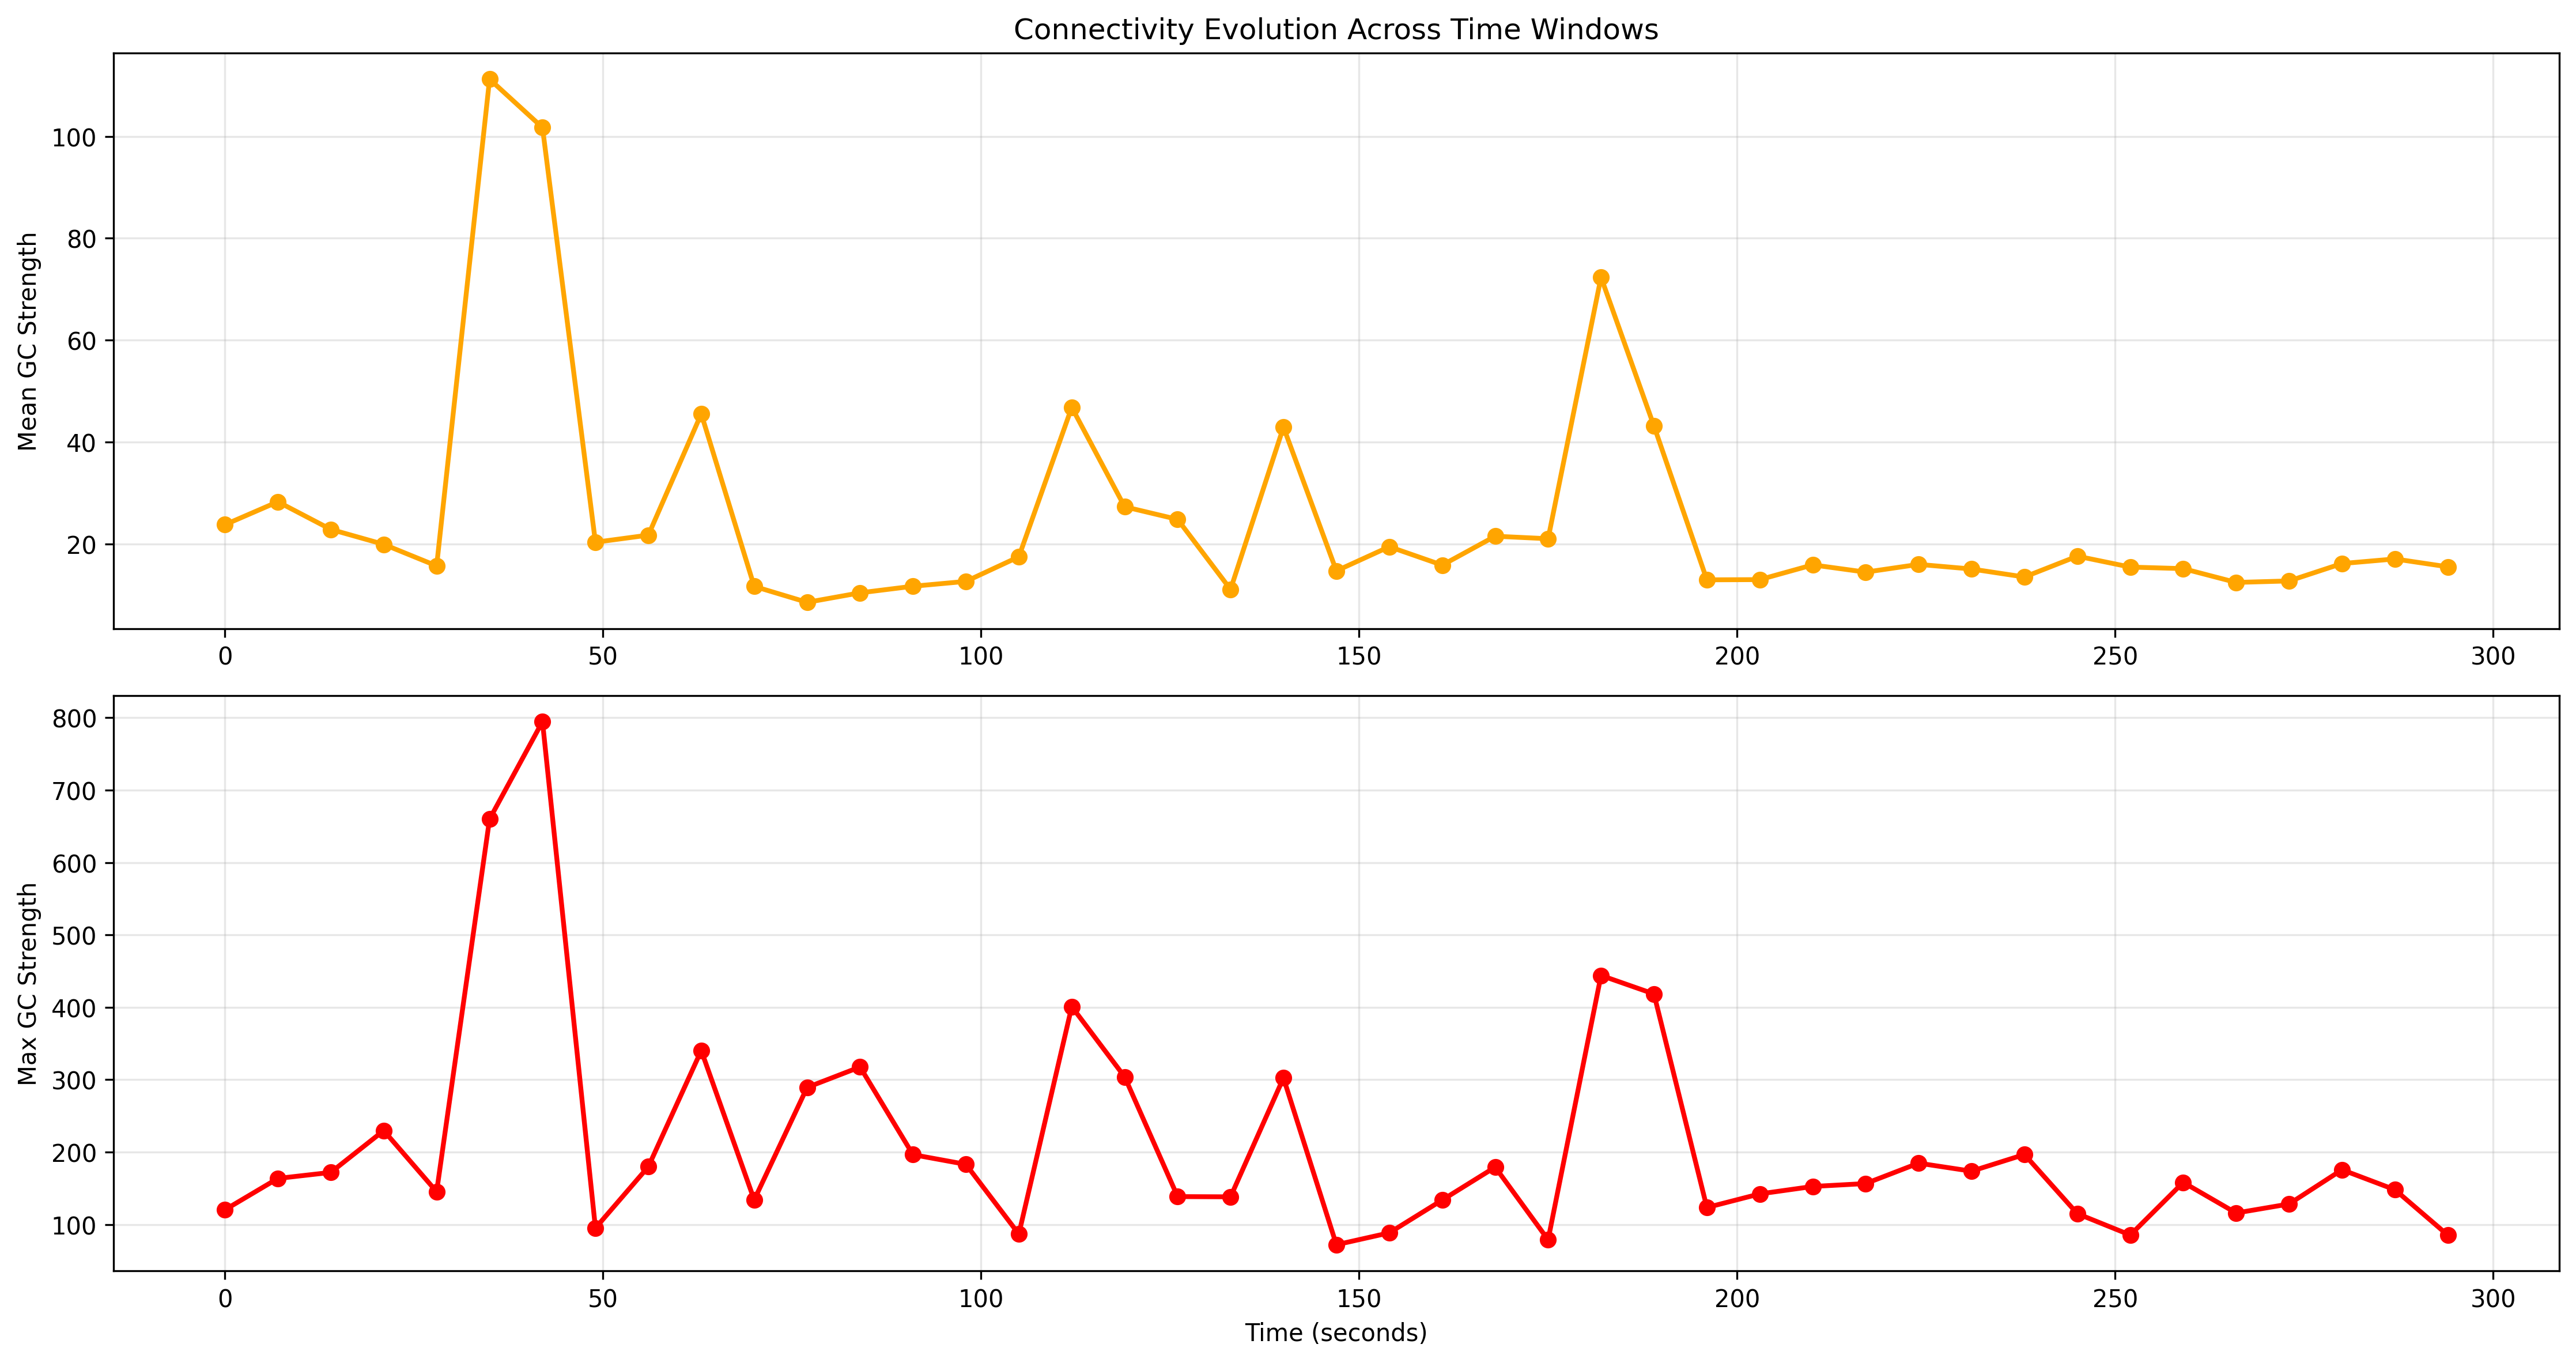 Connectivity Evolution Across Time Windows
Mean GC Strength
100
80
60
40
20
0 50 100 150 200 250 300
Max GC Strength
800
700
600
500
400
300
200
100
0 50 100 150 200 250 300
Time (seconds)